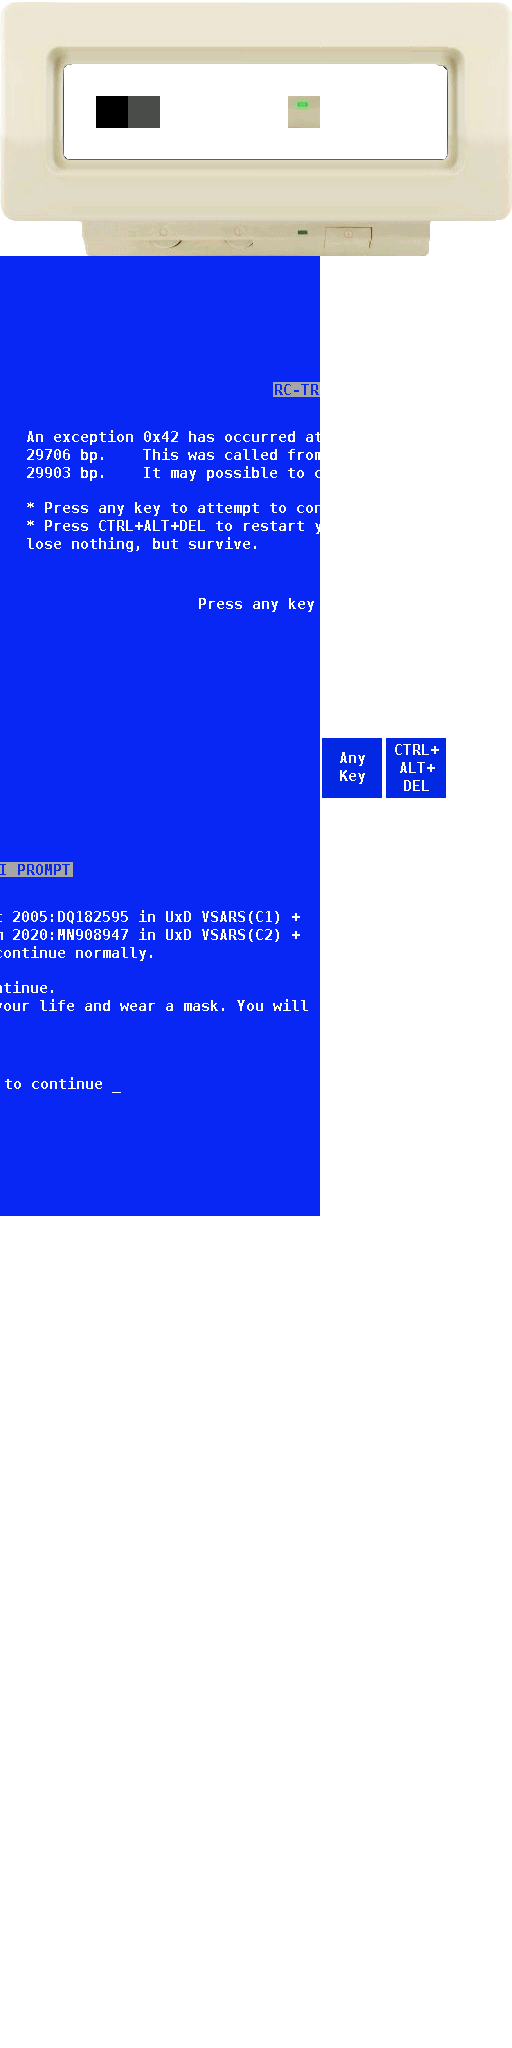 RC-TR
An exception 0x42 has occurred at
29706 bp. This was called from
29903 bp. It may possible to c
* Press any key to attempt to con
* Press CTRL+ALT+DEL to restart y
lose nothing, but survive.
Press any key
Any
Key
CTRL+
ALT+
DEL
I PROMPT
t 2005:DQ182595 in UxD VSARS(C1) +
m 2020:MN908947 in UxD VSARS(C2) +
continue normally.
ntinue.
your life and wear a mask. You will
to continue _